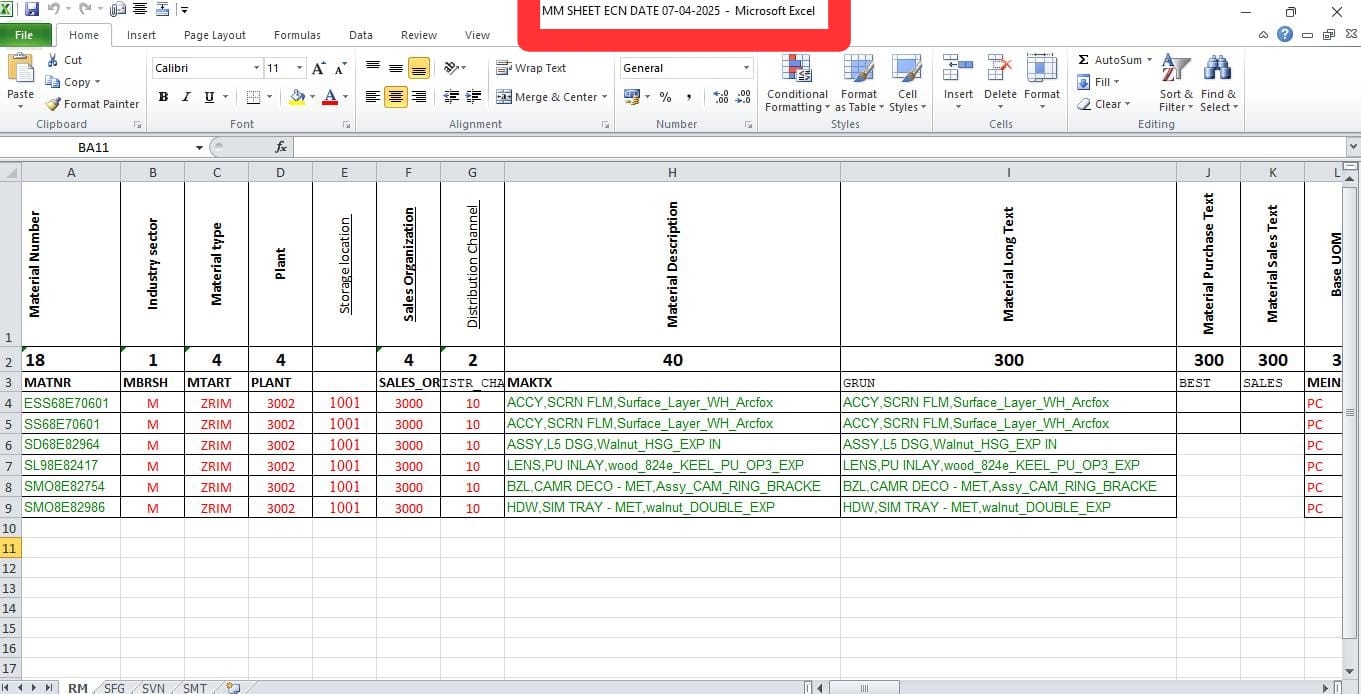 MM SHEET ECN DATE 07-04-2025 - Microsoft Excel
File Home Insert Page Layout Formulas Data Review View
Paste Cut Copy Format Painter
Calibri 11 B I U
Wrap Text Merge & Center
General % ,
Conditional Formatting Format as Table Cell Styles
Insert Delete Format
Σ AutoSum Fill Clear Sort & Filter Find & Select
Clipboard Font Alignment Number Styles Cells Editing
BA11 fx
A B C D E F G H I J K L
1 Material Number Industry sector Material type Plant Storage location Sales Organization Distribution Channel Material Description Material Long Text Material Purchase Text Material Sales Text Base UOM
2 18 1 4 4 4 2 40 300 300 300 3
3 MATNR MBRSH MTART PLANT SALES_OR ISTR_CHA MAKTX GRUN BEST SALES MEIN
4 ESS68E70601 M ZRIM 3002 1001 3000 10 ACCY,SCRN FLM,Surface_Layer_WH_Arcfox ACCY,SCRN FLM,Surface_Layer_WH_Arcfox PC
5 SS68E70601 M ZRIM 3002 1001 3000 10 ACCY,SCRN FLM,Surface_Layer_WH_Arcfox ACCY,SCRN FLM,Surface_Layer_WH_Arcfox PC
6 SD68E82964 M ZRIM 3002 1001 3000 10 ASSY,L5 DSG,Walnut_HSG_EXP IN ASSY,L5 DSG,Walnut_HSG_EXP IN PC
7 SL98E82417 M ZRIM 3002 1001 3000 10 LENS,PU INLAY,wood_824e_KEEL_PU_OP3_EXP LENS,PU INLAY,wood_824e_KEEL_PU_OP3_EXP PC
8 SMO8E82754 M ZRIM 3002 1001 3000 10 BZL,CAMR DECO - MET,Assy_CAM_RING_BRACKE BZL,CAMR DECO - MET,Assy_CAM_RING_BRACKE PC
9 SMO8E82986 M ZRIM 3002 1001 3000 10 HDW,SIM TRAY - MET,walnut_DOUBLE_EXP HDW,SIM TRAY - MET,walnut_DOUBLE_EXP PC
10
11
12
13
14
15
16
17
RM SFG SVN SMT